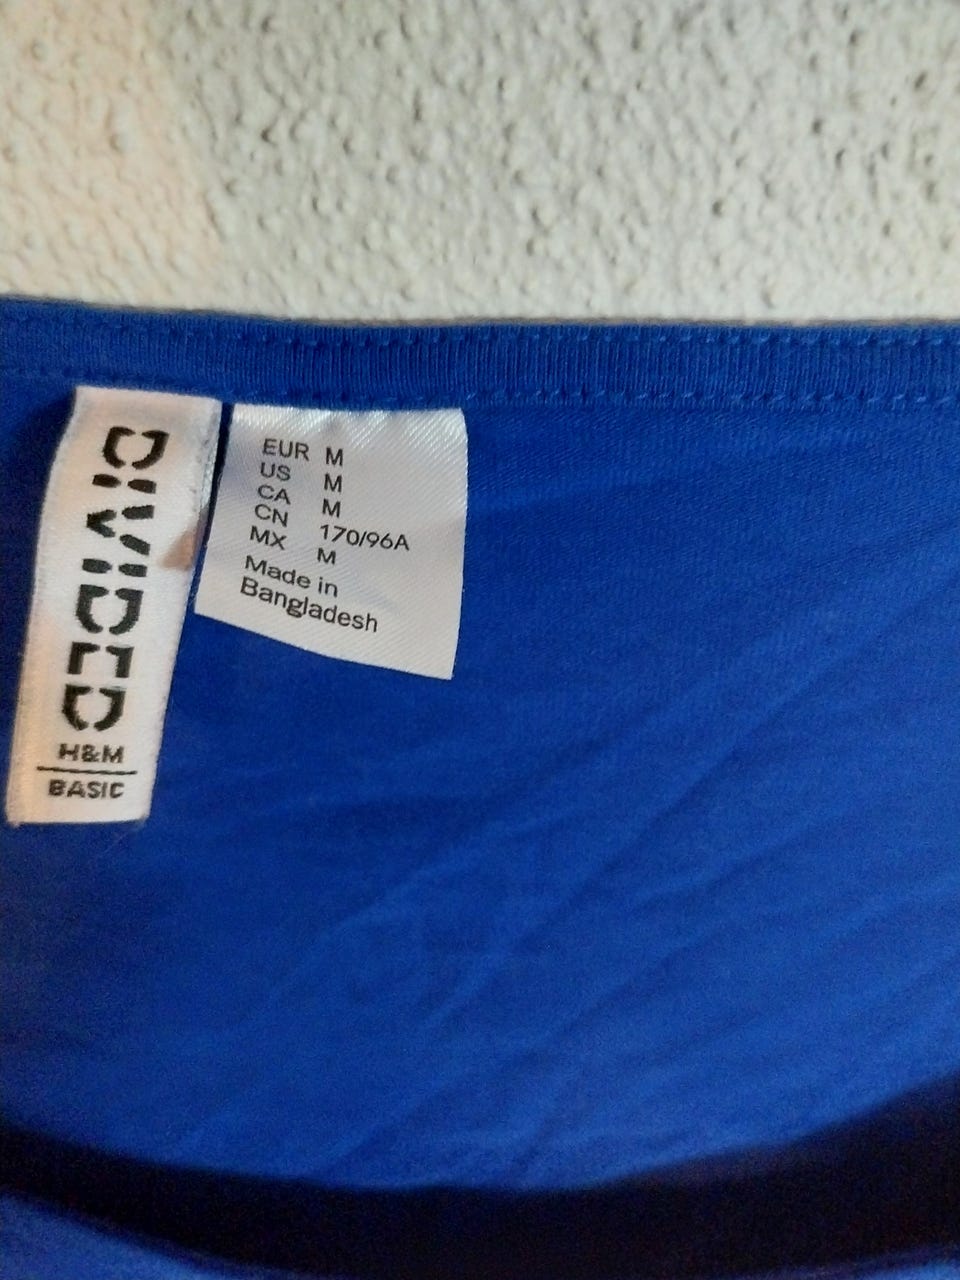 DIVIDED
H&M
BASIC
EUR M
US M
CA M
CN 170/96A
MX M
Made in
Bangladesh